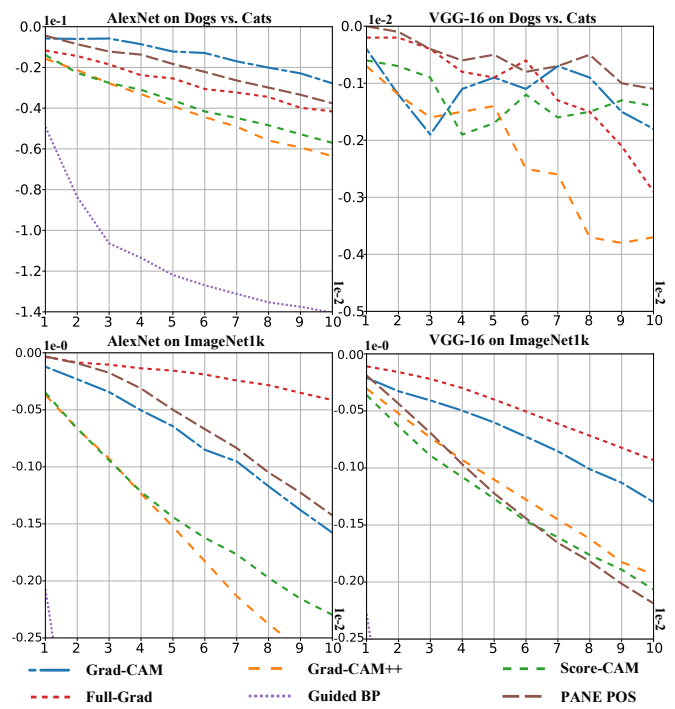 AlexNet on Dogs vs. Cats VGG-16 on Dogs vs. Cats
1e-1 1e-2
0.0 0.0
-0.2 -0.1
-0.4
-0.6 -0.2
-0.8 -0.3
-1.0
-1.2 -0.4
-1.4 -0.5
1e-2 1e-2
1 2 3 4 5 6 7 8 9 10 1 2 3 4 5 6 7 8 9 10
AlexNet on ImageNet1k VGG-16 on ImageNet1k
1e-0 1e-0
0.00 0.00
-0.05 -0.05
-0.10 -0.10
-0.15 -0.15
-0.20 -0.20
-0.25 -0.25
1e-2 1e-2
1 2 3 4 5 6 7 8 9 10 1 2 3 4 5 6 7 8 9 10
Grad-CAM Grad-CAM++ Score-CAM
Full-Grad Guided BP PANE POS